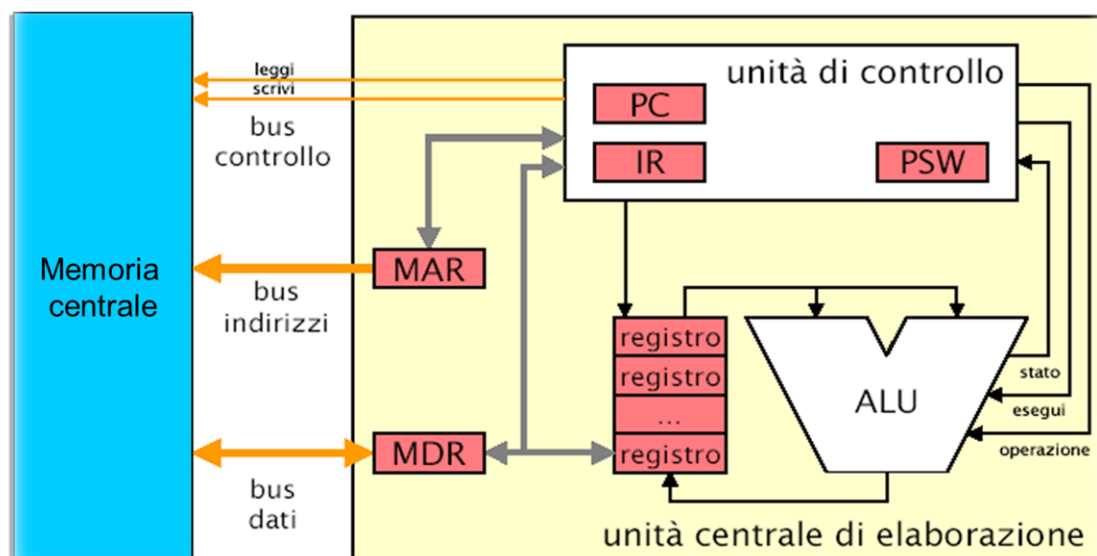 Memoria
centrale
leggi
scrivi
bus
controllo
bus
indirizzi
bus
dati
MAR
MDR
unità di controllo
PC
IR
PSW
registro
registro
...
registro
ALU
stato
esegui
operazione
unità centrale di elaborazione